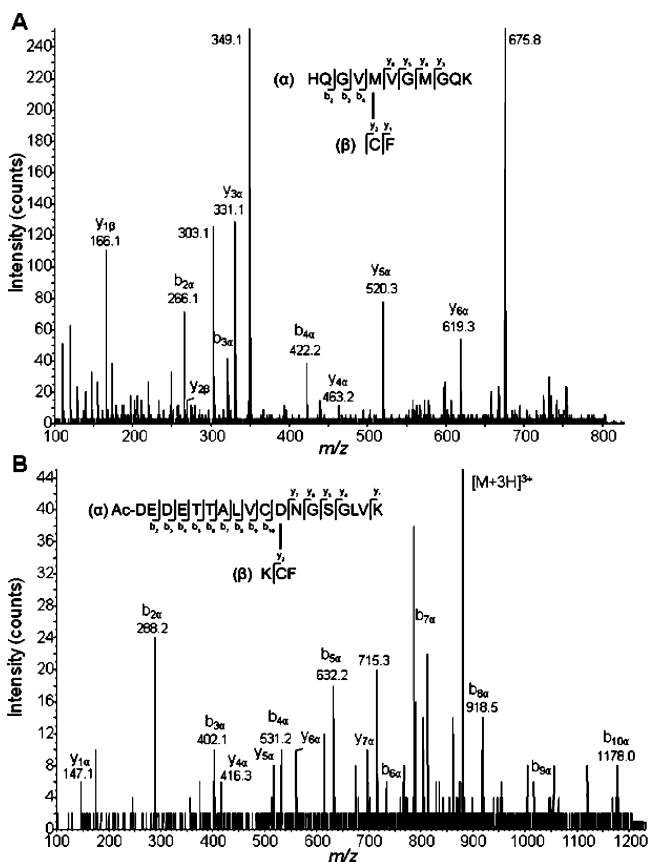 A
240
220
200
180
160
140
120
100
80
60
40
20
0
Intensity (counts)
349.1
675.8
y₆ y₅ y₄ y₃
(α) HQGVMVGMGQK
b₂ b₃ b₄
y₂ y₁
(β) CF
y1β
166.1
b2α
266.1
y2β
303.1
b3α
y3α
331.1
b4α
422.2
y4α
463.2
y5α
520.3
y6α
619.3
100 200 300 400 500 600 700 800
m/z
B
44
40
36
32
28
24
20
16
12
8
4
0
Intensity (counts)
[M+3H]³⁺
y₇ y₆ y₅ y₄
(α) Ac-DEDETTALVCDNGSGLVK
b₂ b₃ b₄ b₅ b₆ b₇ b₈ b₉ b₁₀
y₂
(β) KCF
y1α
147.1
b2α
288.2
b3α
402.1
y4α
416.3
y5α
b4α
531.2
y6α
b5α
632.2
y7α
715.3
b6α
b7α
b8α
918.5
b9α
b10α
1178.0
100 200 300 400 500 600 700 800 900 1000 1100 1200
m/z